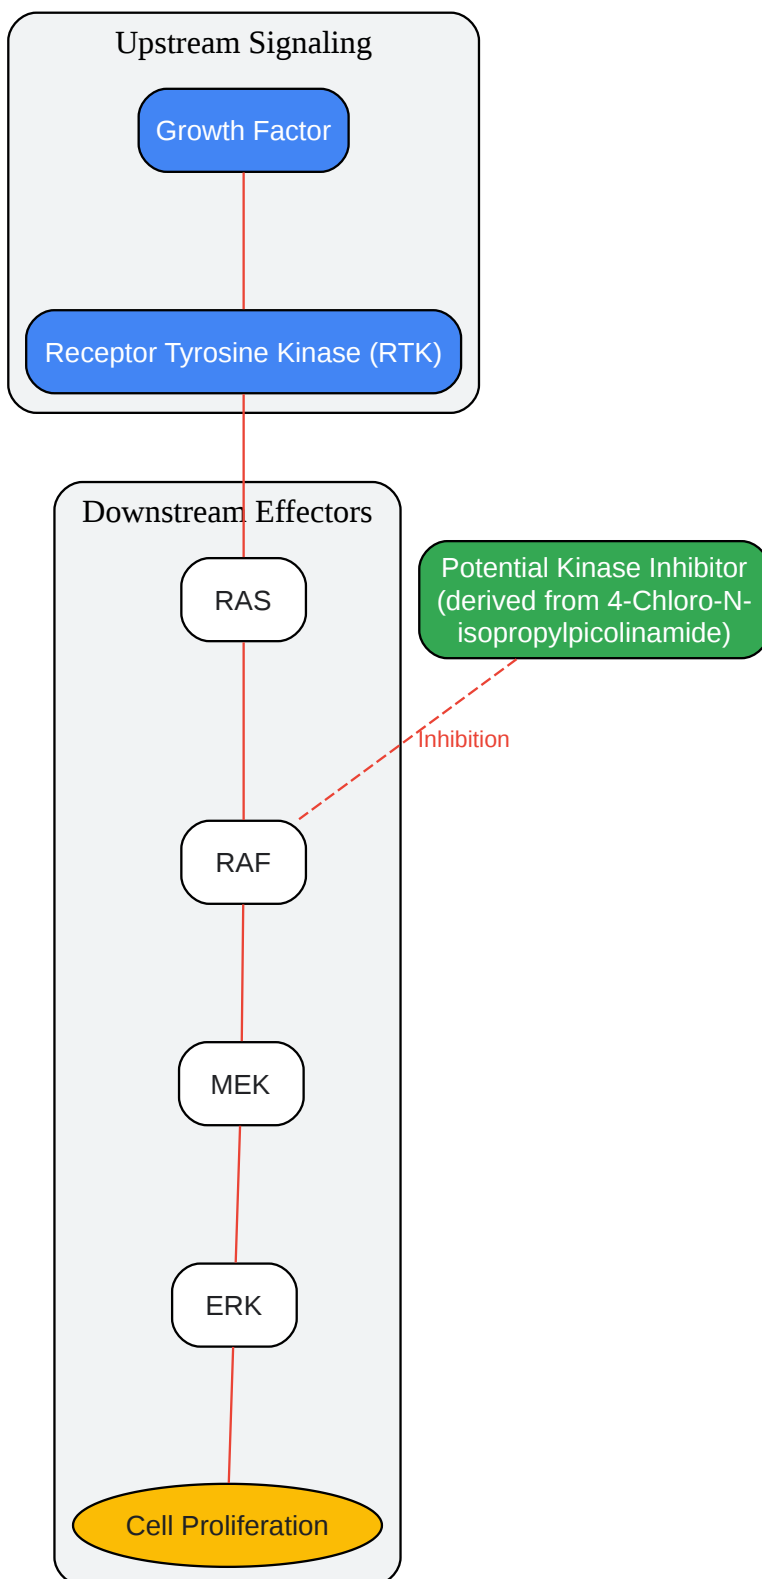 Upstream Signaling
Growth Factor
Receptor Tyrosine Kinase (RTK)
Downstream Effectors
RAS
Potential Kinase Inhibitor
(derived from 4-Chloro-N-
isopropylpicolinamide)
Inhibition
RAF
MEK
ERK
Cell Proliferation